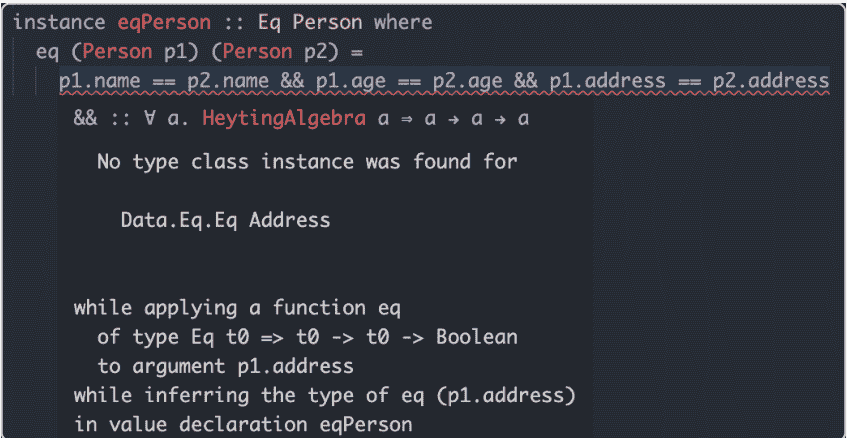 instance eqPerson :: Eq Person where
eq (Person p1) (Person p2) =
p1.name == p2.name && p1.age == p2.age && p1.address == p2.address
&& :: ∀ a. HeytingAlgebra a ⇒ a → a → a
No type class instance was found for
Data.Eq.Eq Address
while applying a function eq
of type Eq t0 => t0 -> t0 -> Boolean
to argument p1.address
while inferring the type of eq (p1.address)
in value declaration eqPerson